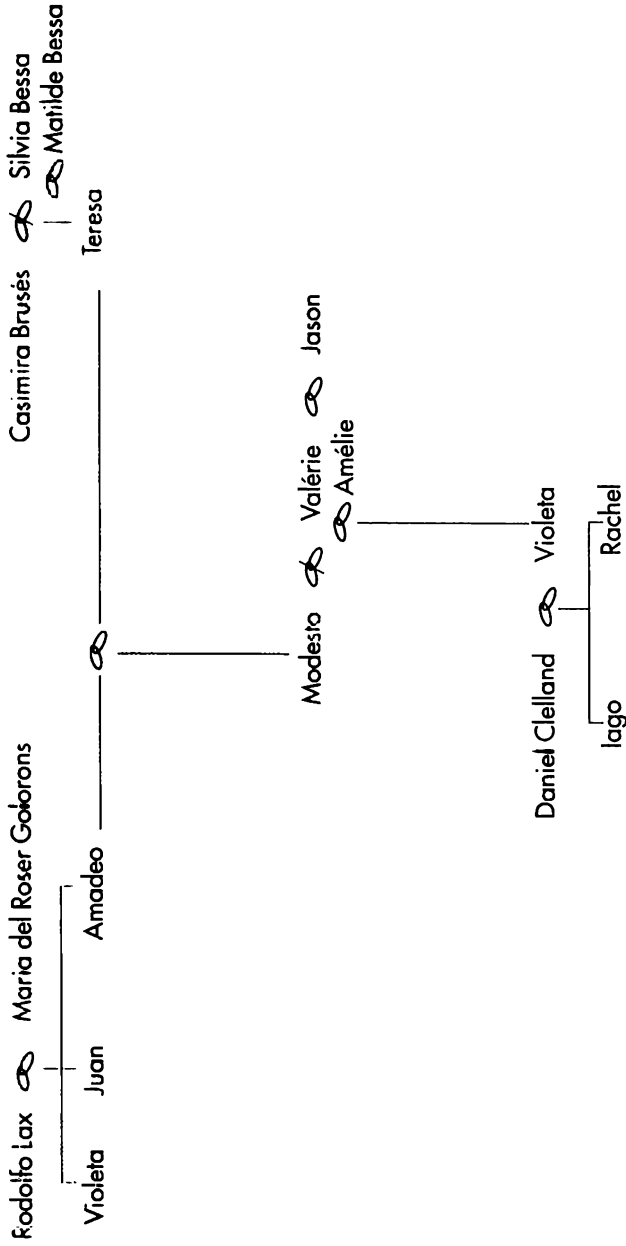 Rodolfo Lax Maria del Roser Golorons Casimira Brusés Silvia Bessa
Matilde Bessa
Violeta Juan Amadeo Teresa
Modesto Valérie Jason
Amélie
Daniel Clelland Violeta
Iago Rachel